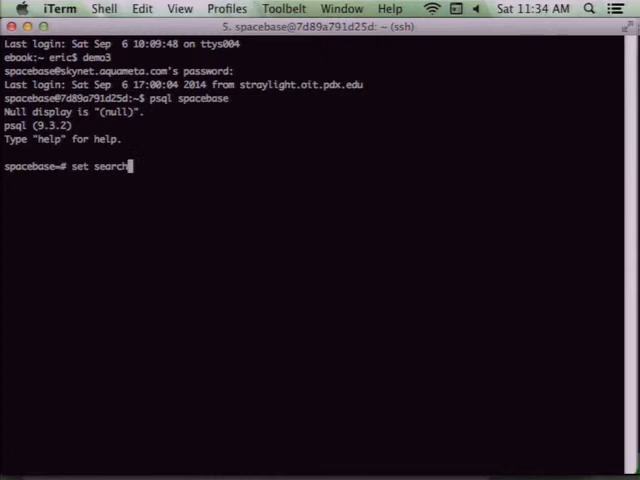 iTerm Shell Edit View Profiles Toolbelt Window Help Sat 11:34 AM
5. spacebase@7d89a791d25d: ~ (ssh)
Last login: Sat Sep 6 10:09:48 on ttys004
ebook:~ eric$ demo3
spacebase@skynet.aquameta.com's password:
Last login: Sat Sep 6 17:00:04 2014 from straylight.oit.pdx.edu
spacebase@7d89a791d25d:~$ psql spacebase
Null display is "(null)".
psql (9.3.2)
Type "help" for help.
spacebase=# set search